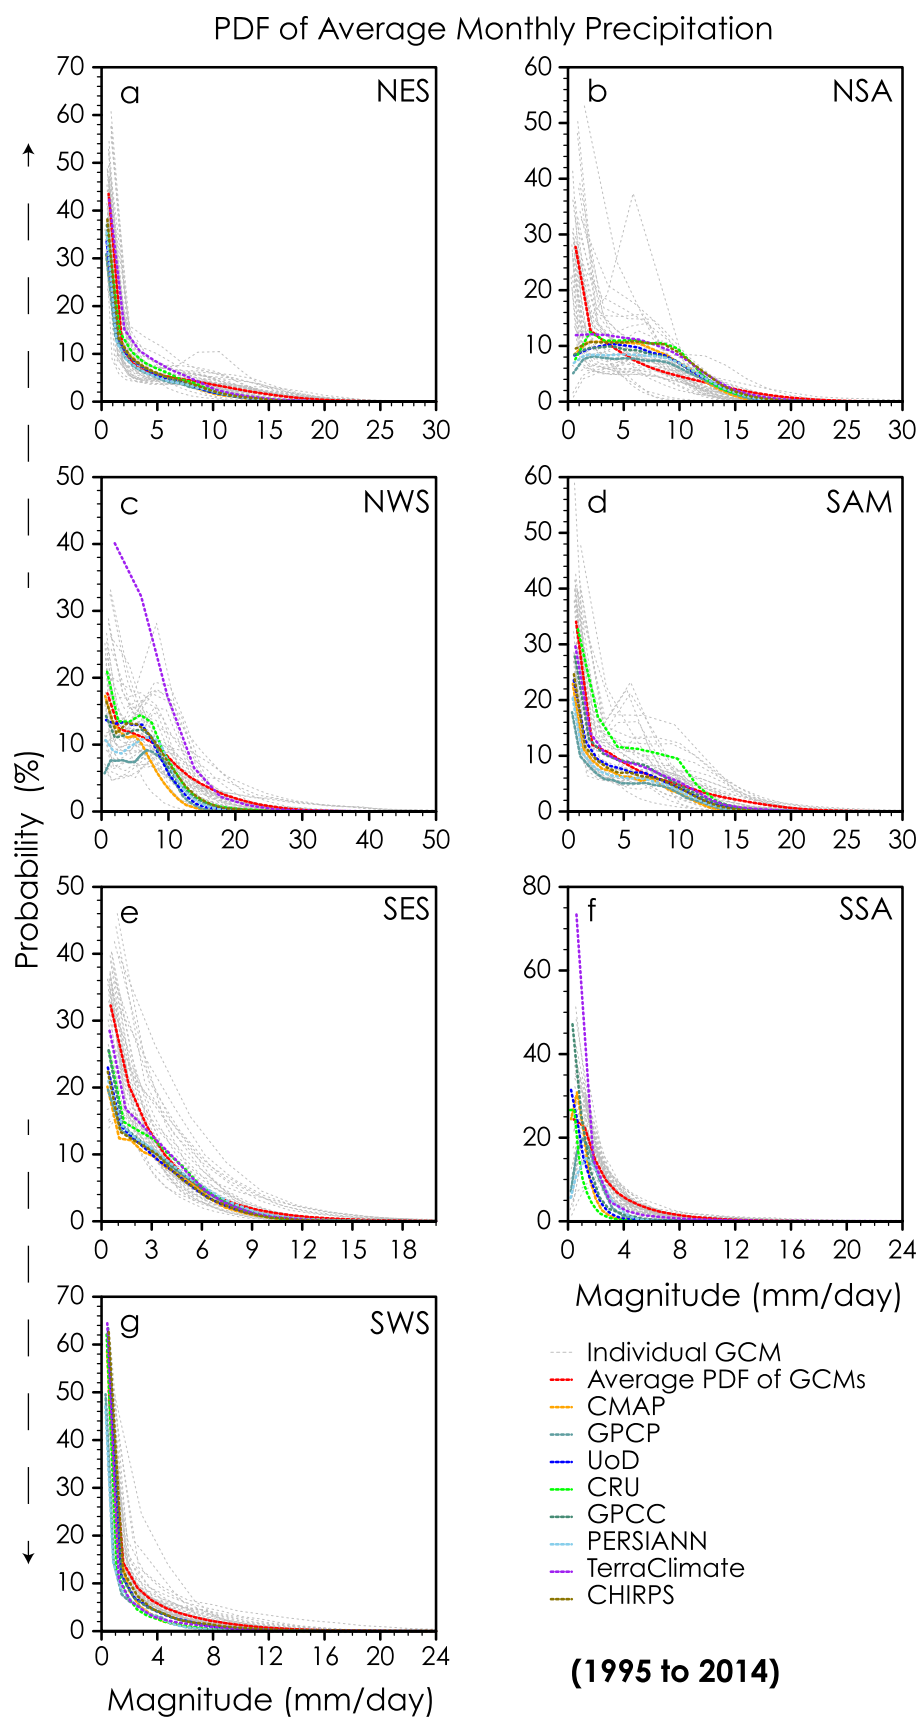 PDF of Average Monthly Precipitation
Probability (%)
a NES
70
60
50
40
30
20
10
0
0 5 10 15 20 25 30
b NSA
60
50
40
30
20
10
0
0 5 10 15 20 25 30
c NWS
50
40
30
20
10
0
0 10 20 30 40 50
d SAM
60
50
40
30
20
10
0
0 5 10 15 20 25 30
e SES
50
40
30
20
10
0
0 3 6 9 12 15 18
f SSA
80
60
40
20
0
0 4 8 12 16 20 24
Magnitude (mm/day)
g SWS
70
60
50
40
30
20
10
0
0 4 8 12 16 20 24
Magnitude (mm/day)
Individual GCM
Average PDF of GCMs
CMAP
GPCP
UoD
CRU
GPCC
PERSIANN
TerraClimate
CHIRPS
(1995 to 2014)